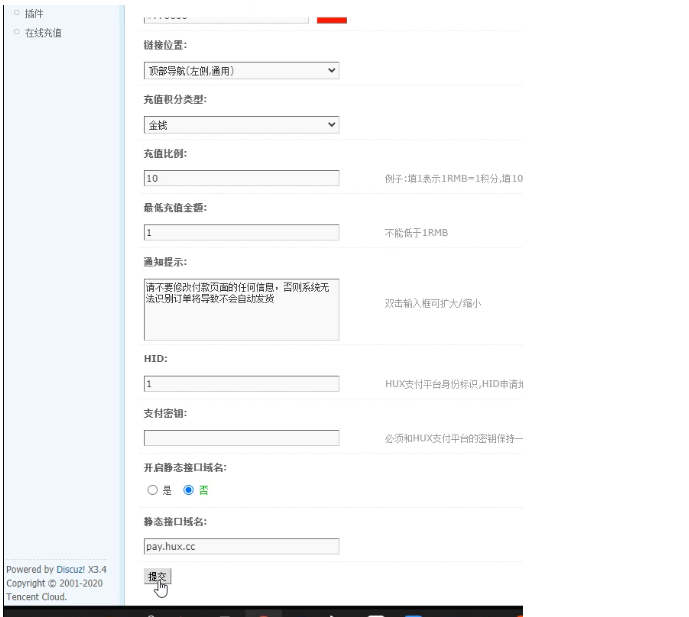 插件
在线充值
链接位置:
顶部导航(左侧,通用)
充值积分类型:
金钱
充值比例:
10
例子:填1表示1RMB=1积分,填10
最低充值金额:
1
不能低于1RMB
通知提示:
请不要修改付款页面的任何信息，否则系统无
法识别订单将导致不会自动发货
双击输入框可扩大/缩小
HID:
1
HUX支付平台身份标识,HID申请
支付密钥:
必须和HUX支付平台的密钥保持一
开启静态接口域名:
是 否
静态接口域名:
pay.hux.cc
提交
Powered by Discuz! X3.4
Copyright © 2001-2020
Tencent Cloud.